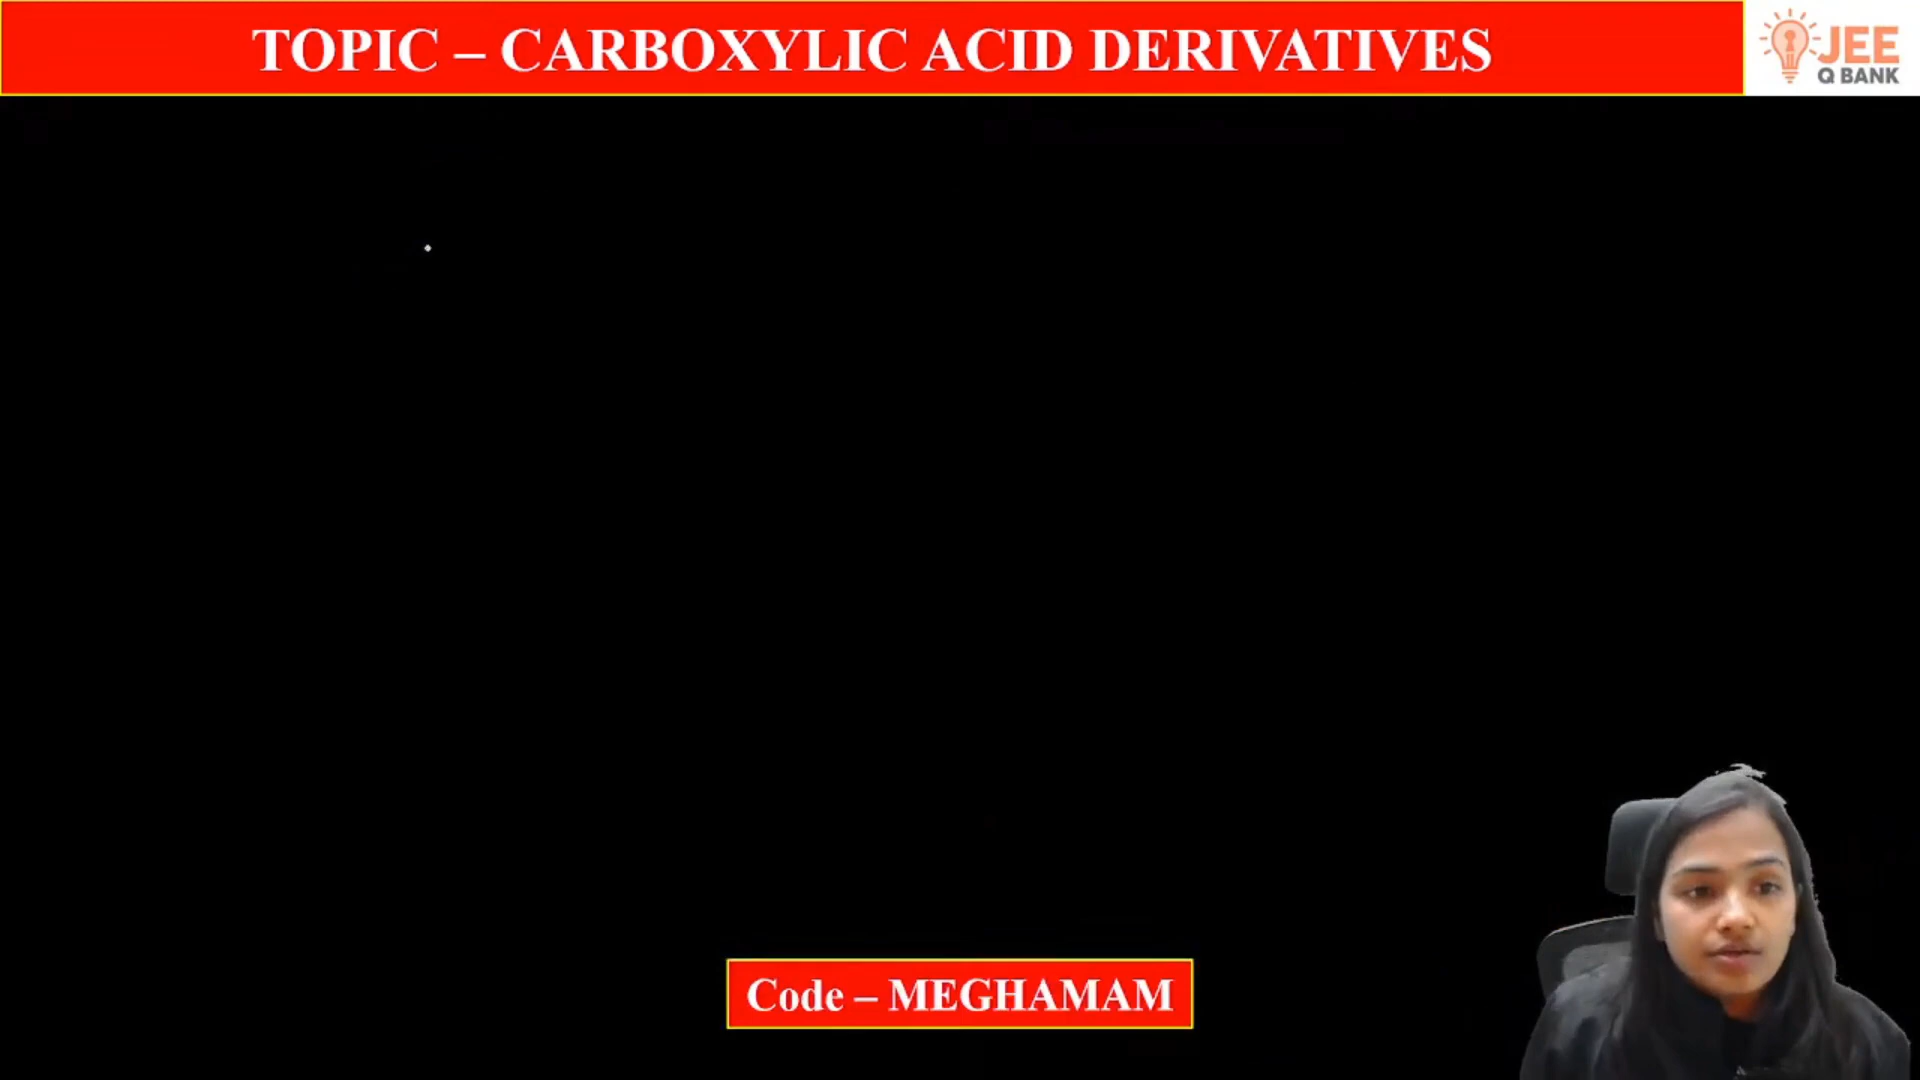 TOPIC – CARBOXYLIC ACID DERIVATIVES
JEE
Q BANK
Code – MEGHAMAM